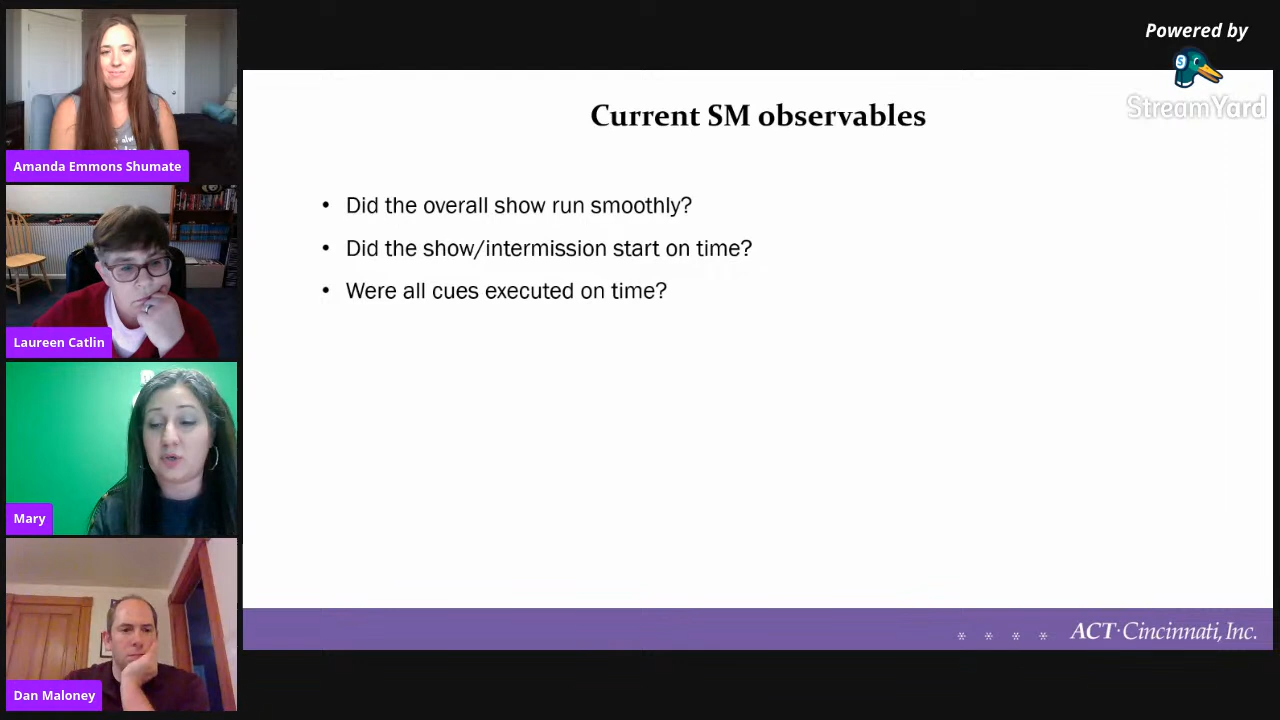 Powered by
StreamYard
Amanda Emmons Shumate
Laureen Catlin
Mary
Dan Maloney
Current SM observables
• Did the overall show run smoothly?
• Did the show/intermission start on time?
• Were all cues executed on time?
* * * * ACT·Cincinnati, Inc.